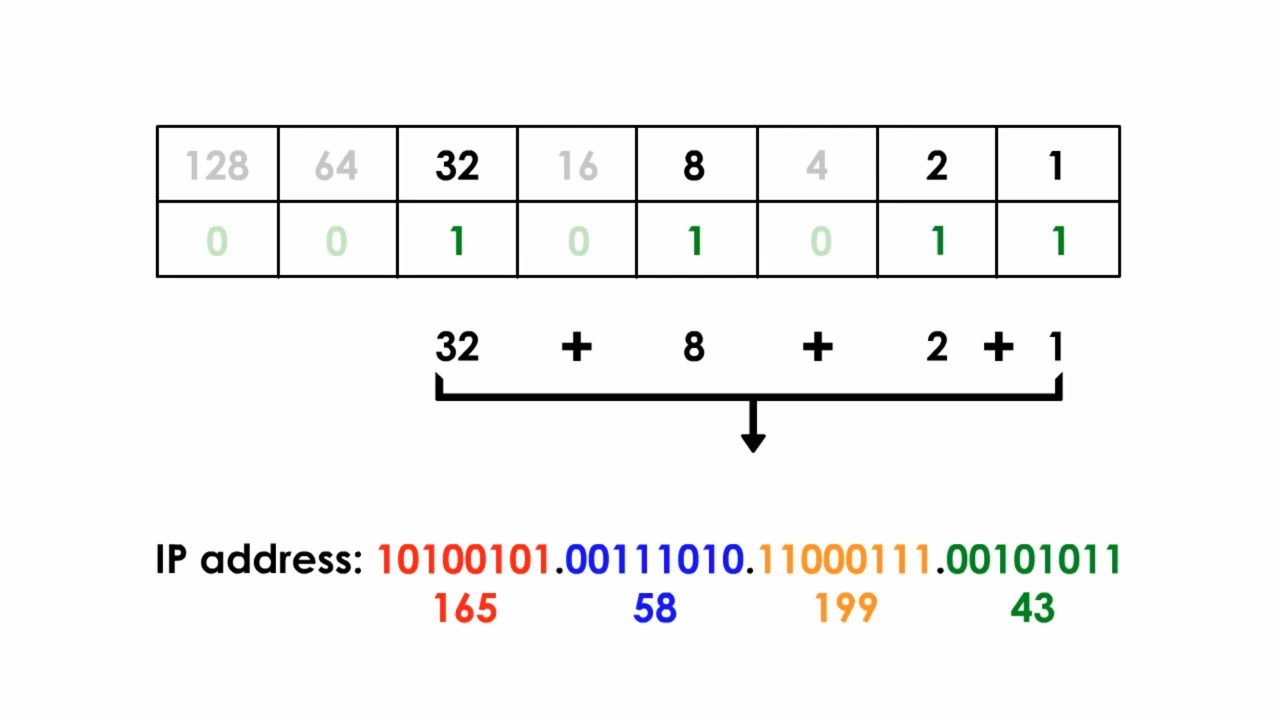 128 64 32 16 8 4 2 1
0 0 1 0 1 0 1 1
32 + 8 + 2 + 1
IP address: 10100101.00111010.11000111.00101011
165 58 199 43